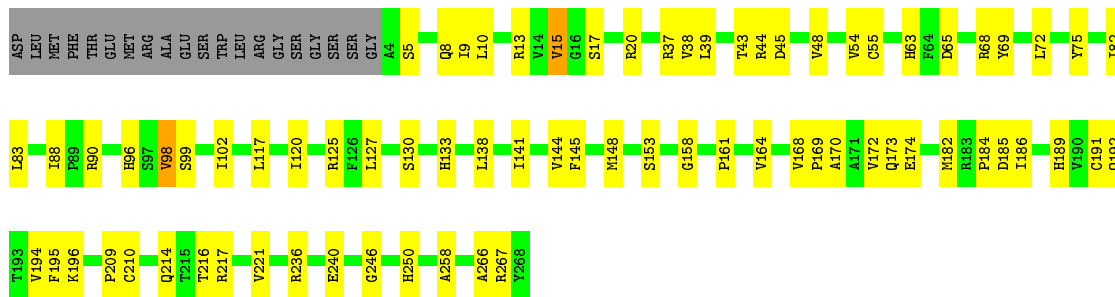 ASP LEU MET PHE THR GLU MET ARG ALA GLU SER TRP LEU ARG GLY SER GLY SER SER GLY A4 S5 Q8 I9 L10 R13 V14 V15 G16 S17 R20 R37 V38 L39 T43 R44 D45 V48 V54 C55 H63 F64 D65 R68 Y69 L72 Y75
L83 I88 P89 R90 H96 S97 V98 S99 I102 L117 I120 R125 F126 L127 S130 H133 L138 I141 V144 F145 M148 S153 G158 P161 V164 V168 P169 A170 A171 V172 Q173 E174 M182 R183 P184 D185 I186 H189 V190 C191
T193 V194 F195 K196 P209 C210 Q214 T215 T216 R217 V221 R236 E240 G246 H250 A258 A266 R267 Y268